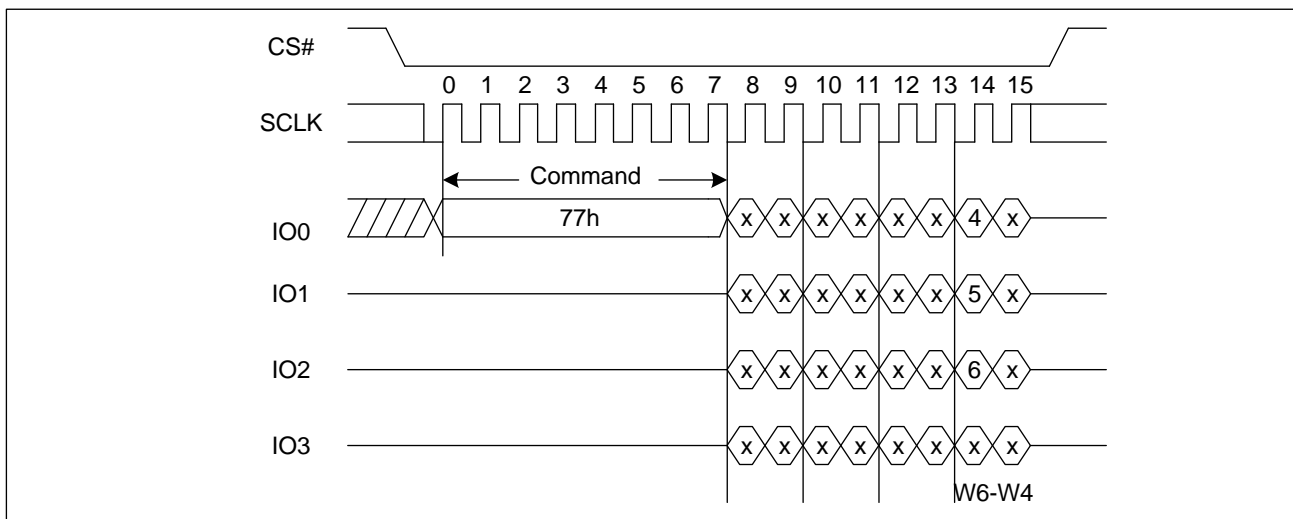 CS#
0 1 2 3 4 5 6 7 8 9 10 11 12 13 14 15
SCLK
Command
IO0 77h x x x x x x 4 x
IO1 x x x x x x 5 x
IO2 x x x x x x 6 x
IO3 x x x x x x x x
W6-W4